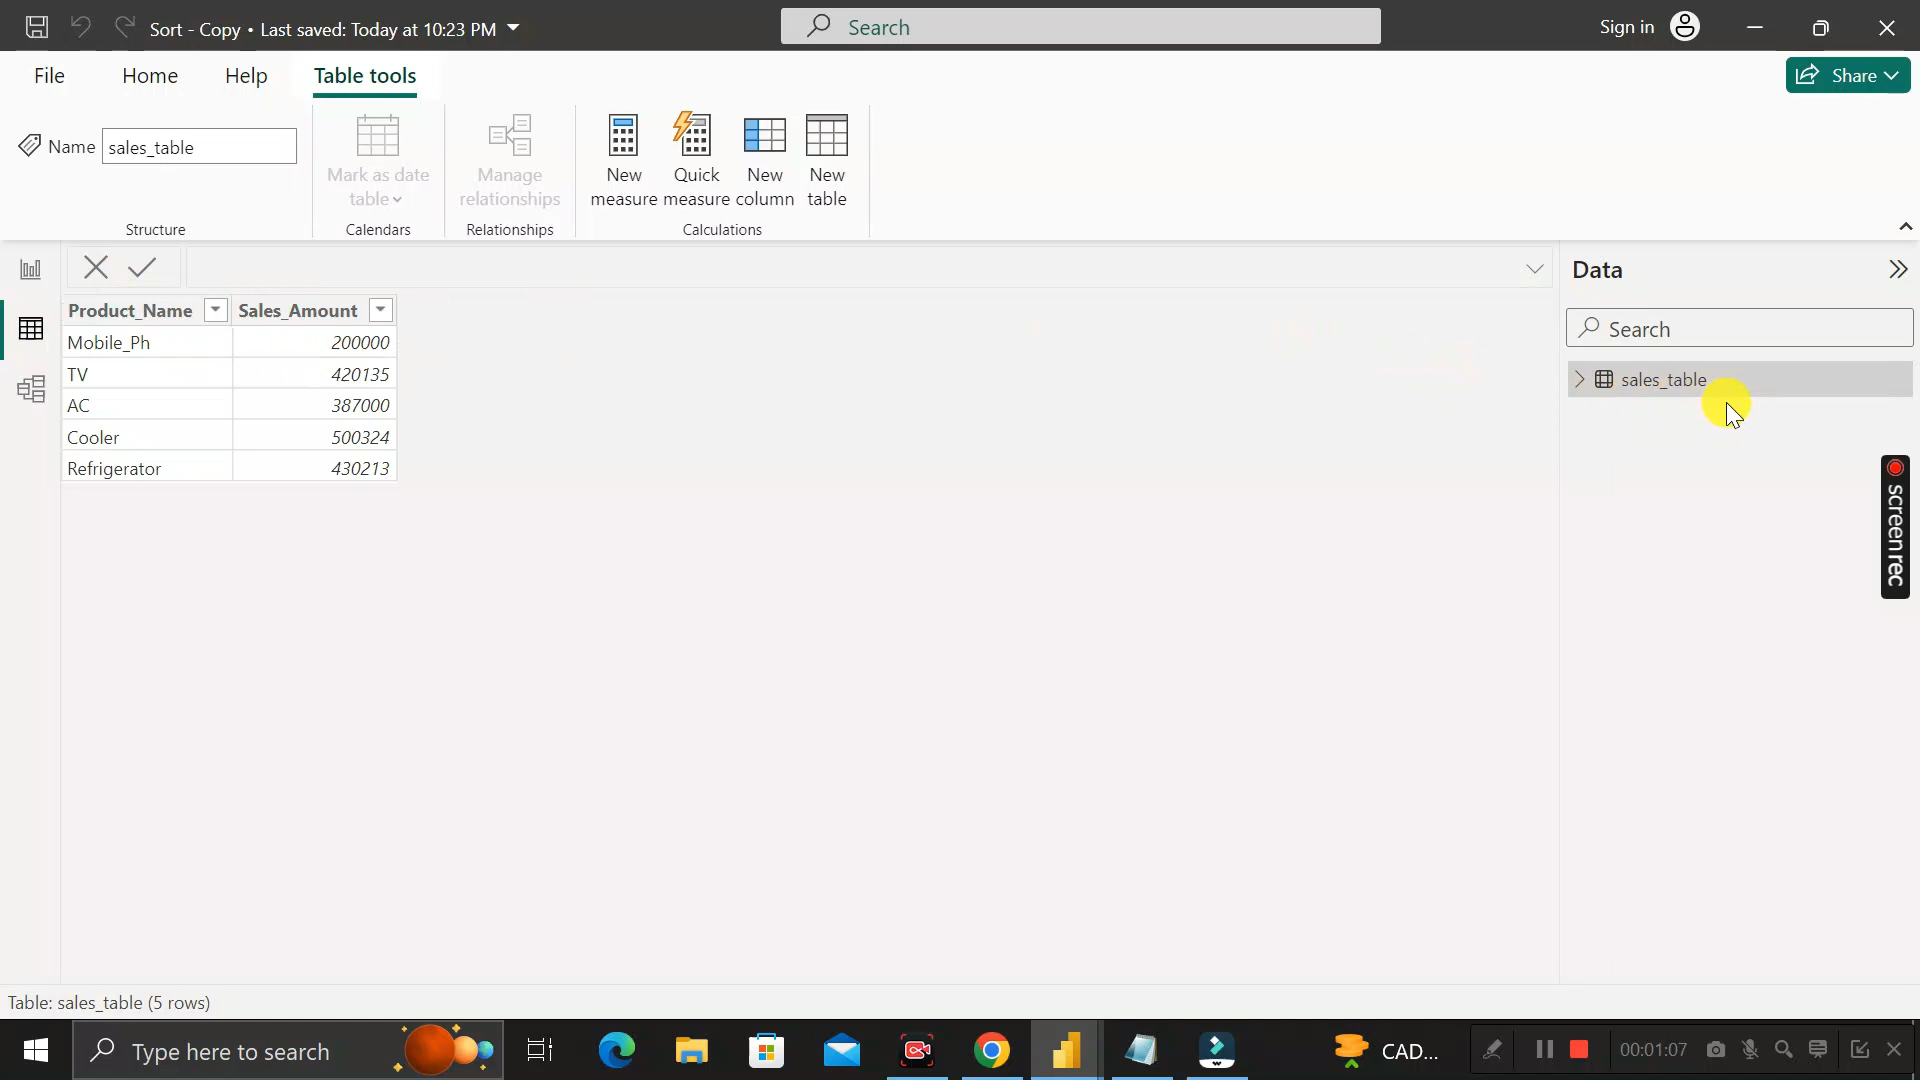 Sort - Copy • Last saved: Today at 10:23 PM
Search
Sign in
File
Home
Help
Table tools
Share
Name
sales_table
Mark as date table
Manage relationships
New measure
Quick measure
New column
New table
Structure
Calendars
Relationships
Calculations
Data
Search
sales_table
Product_Name Sales_Amount
Mobile_Ph 200000
TV 420135
AC 387000
Cooler 500324
Refrigerator 430213
screenrec
Table: sales_table (5 rows)
Type here to search
CAD...
00:01:07